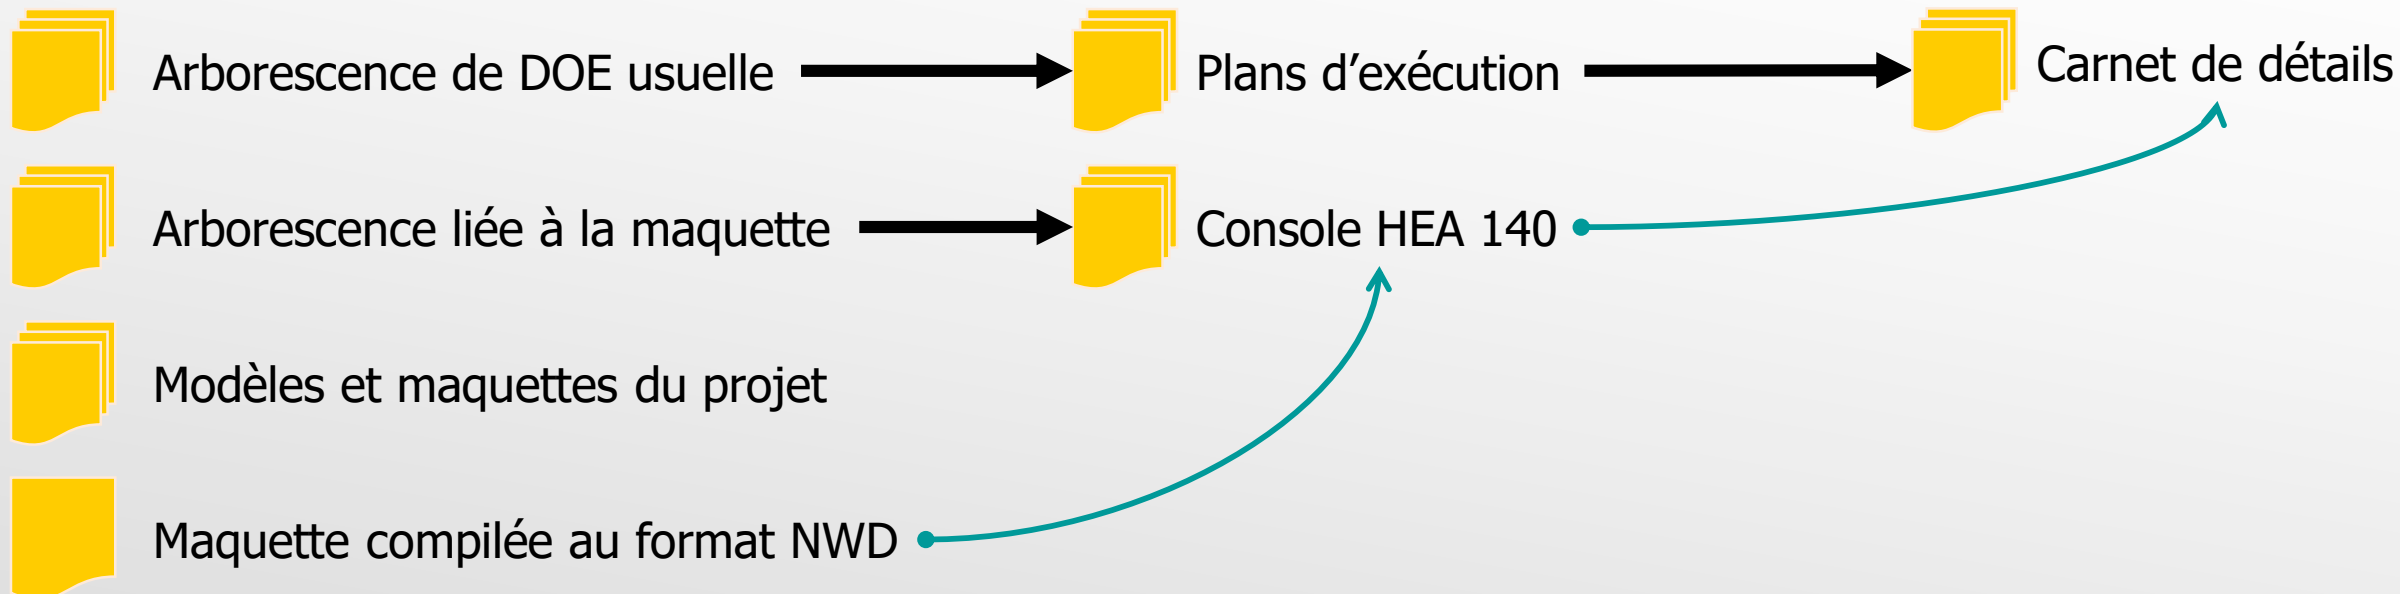 Arborescence de DOE usuelle
Plans d’exécution
Carnet de détails
Arborescence liée à la maquette
Console HEA 140
Modèles et maquettes du projet
Maquette compilée au format NWD